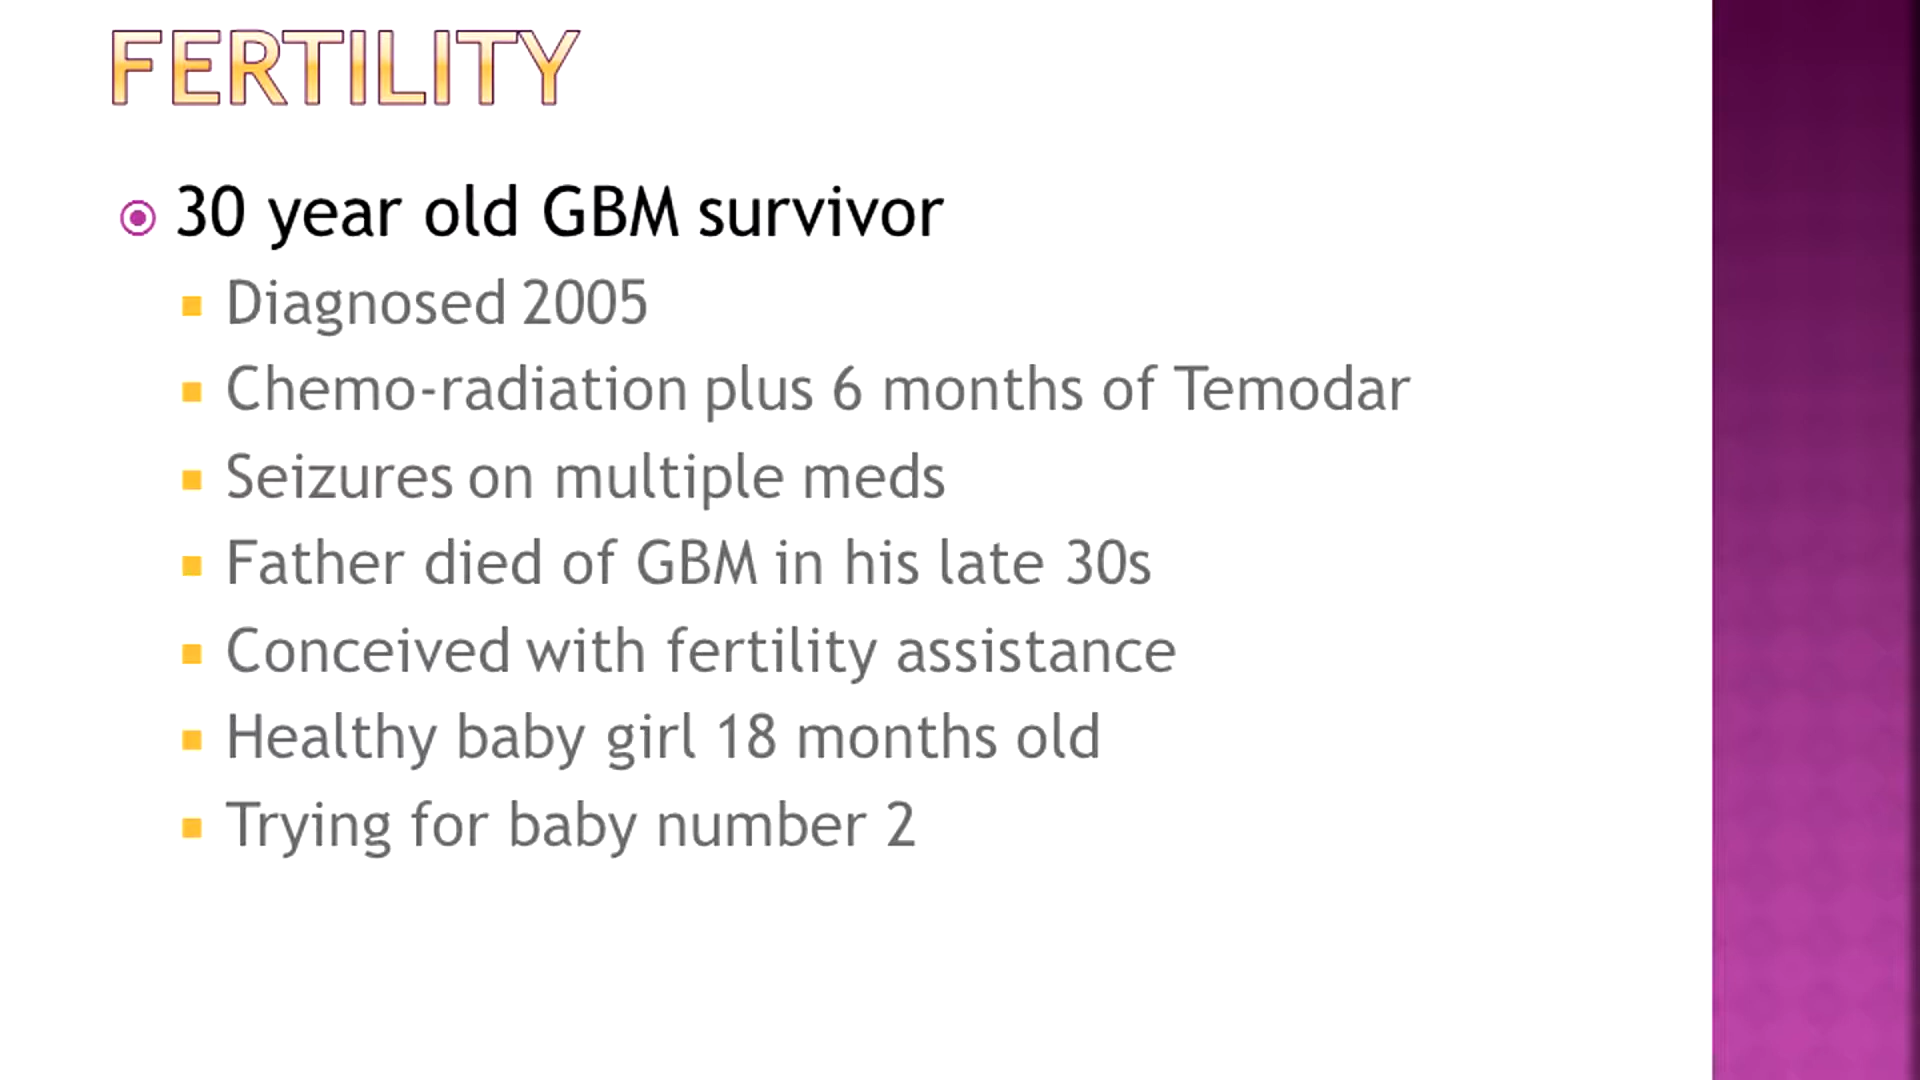 FERTILITY
30 year old GBM survivor
Diagnosed 2005
Chemo-radiation plus 6 months of Temodar
Seizures on multiple meds
Father died of GBM in his late 30s
Conceived with fertility assistance
Healthy baby girl 18 months old
Trying for baby number 2